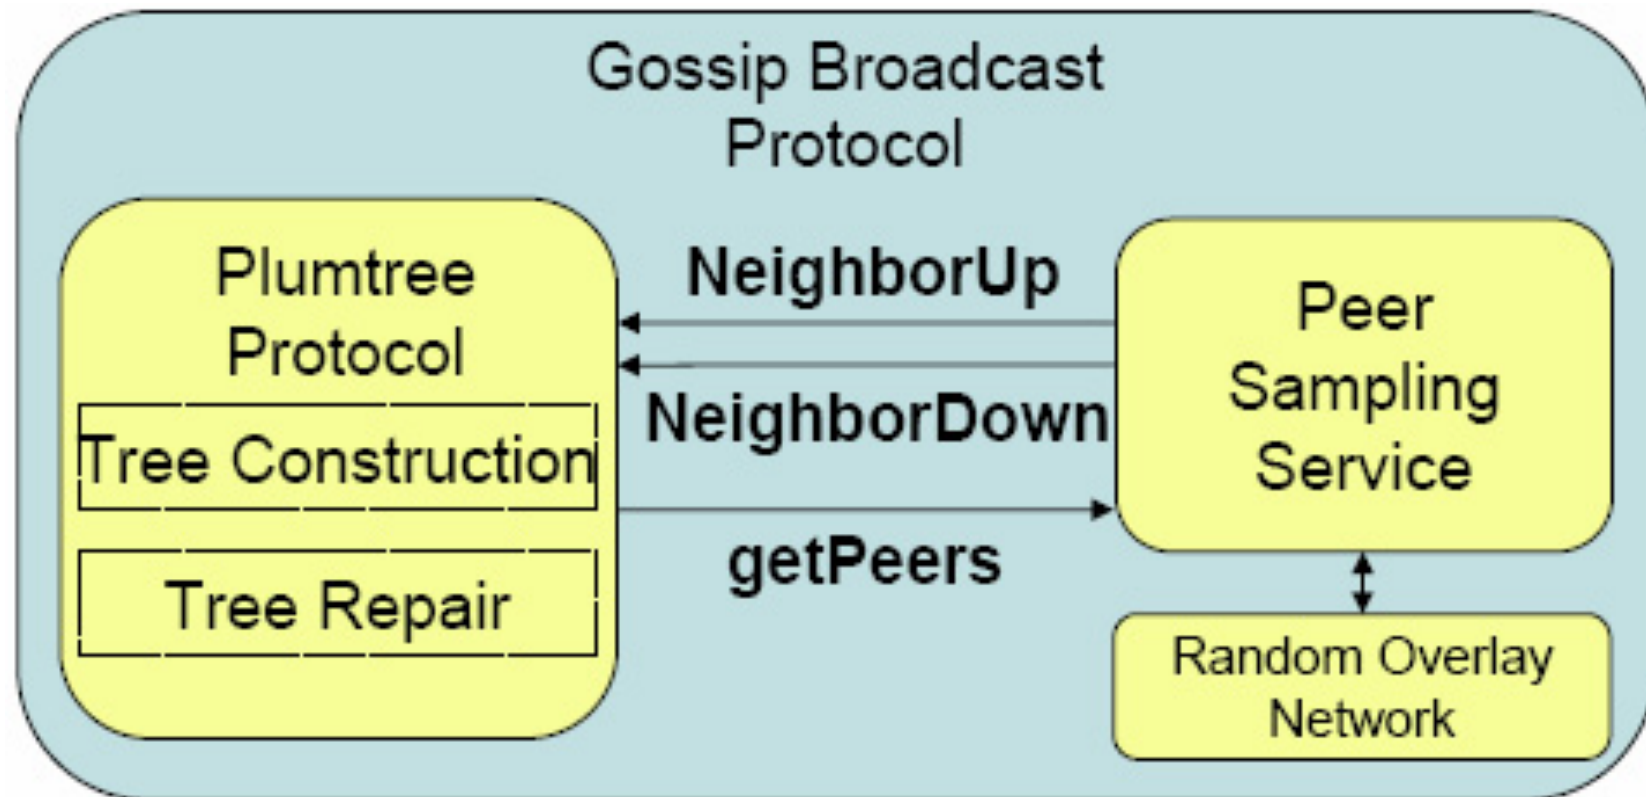 Gossip Broadcast
Protocol
Plumtree
Protocol
Tree Construction
Tree Repair
NeighborUp
NeighborDown
getPeers
Peer
Sampling
Service
Random Overlay
Network